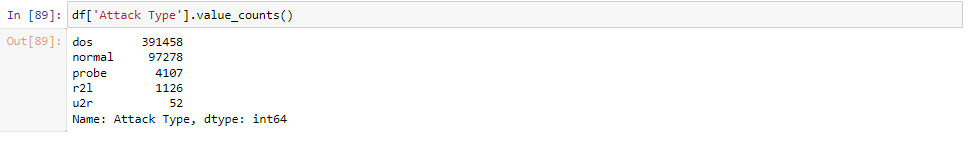 In [89]: df['Attack Type'].value_counts()
Out[89]: dos 391458
normal 97278
probe 4107
r2l 1126
u2r 52
Name: Attack Type, dtype: int64